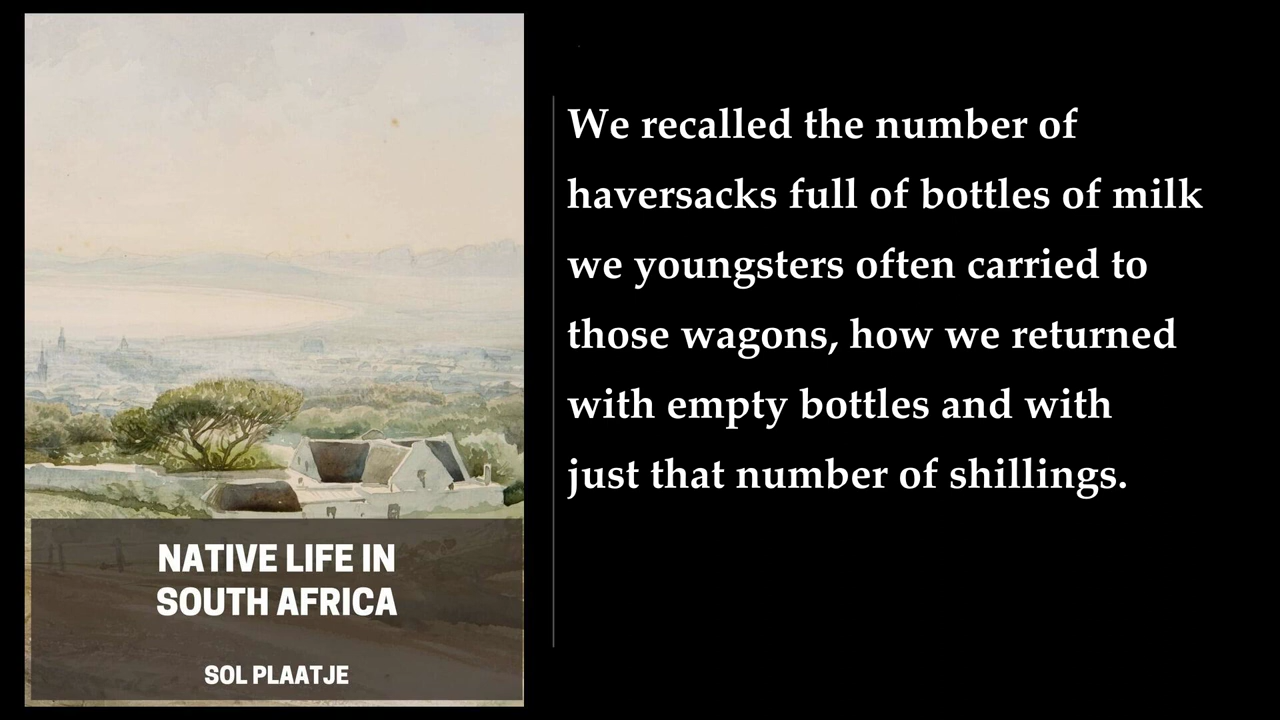 NATIVE LIFE IN
SOUTH AFRICA
SOL PLAATJE
We recalled the number of
haversacks full of bottles of milk
we youngsters often carried to
those wagons, how we returned
with empty bottles and with
just that number of shillings.